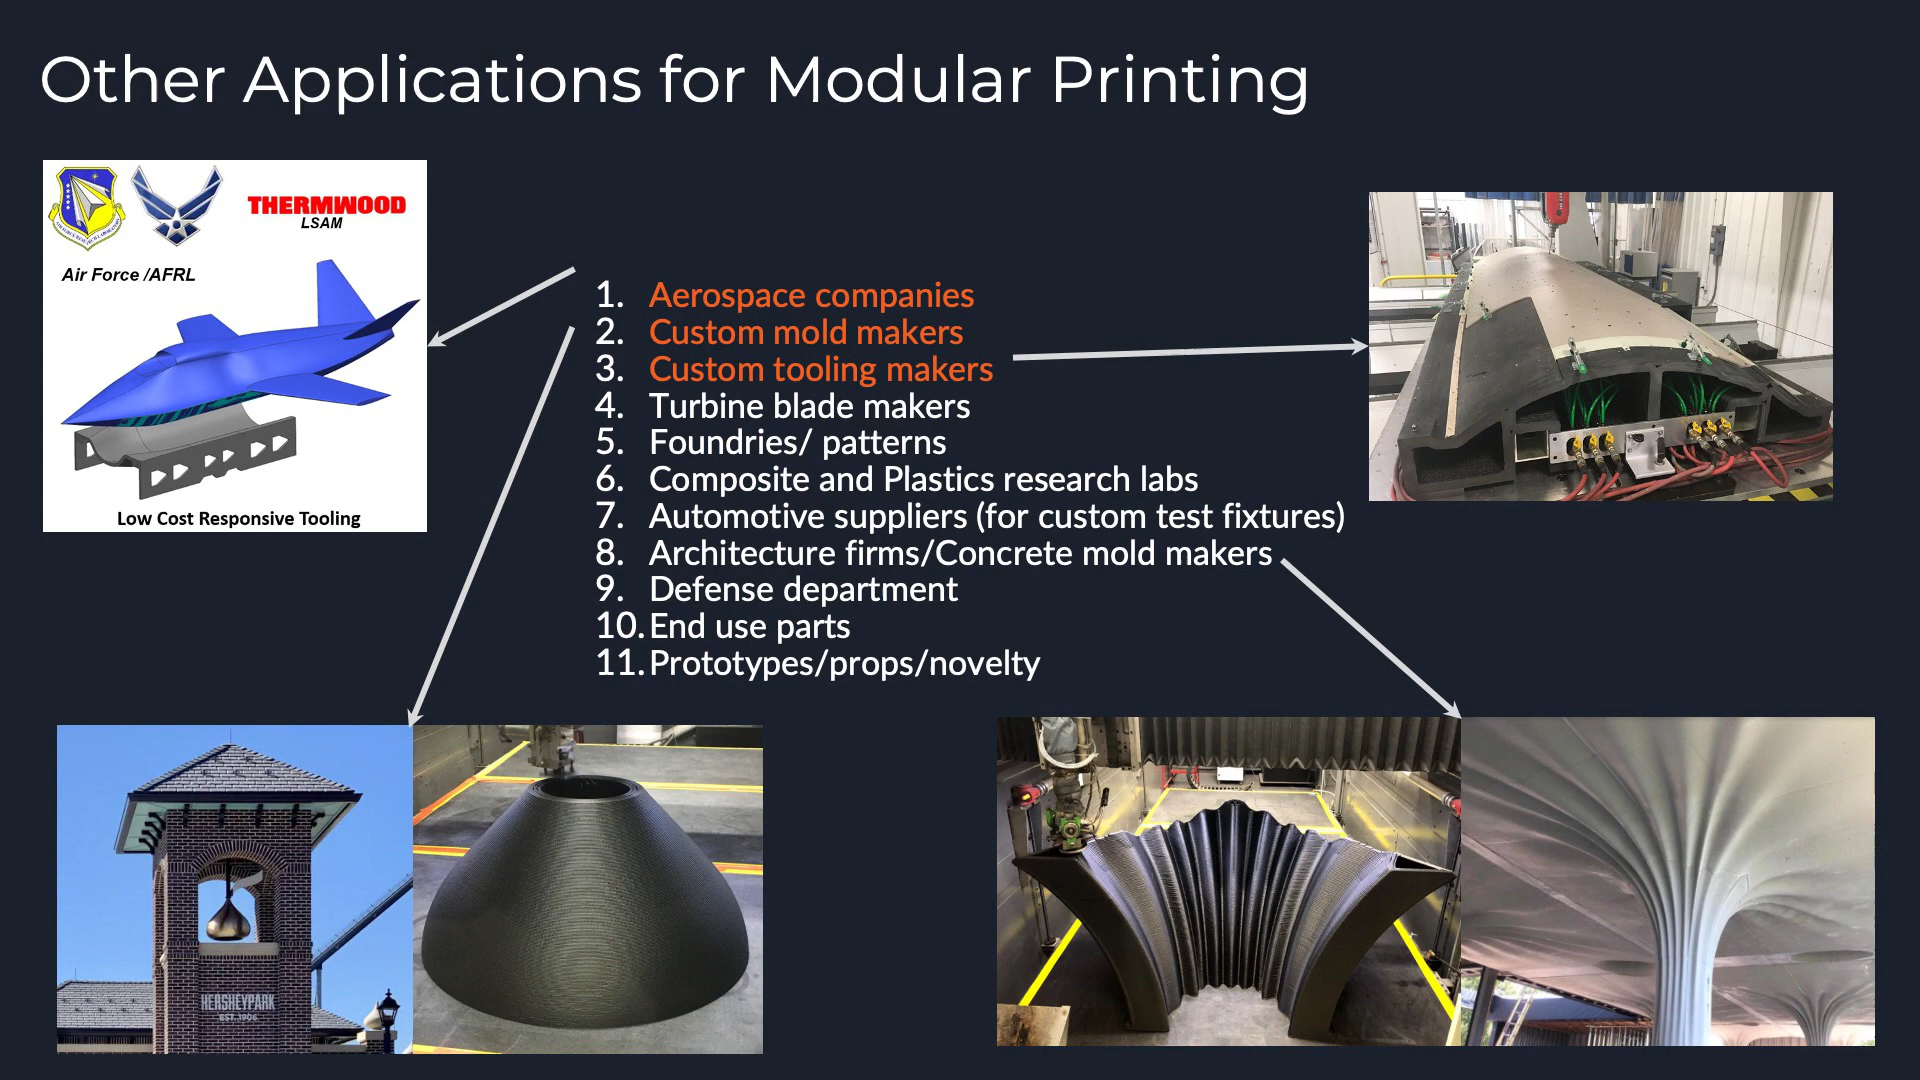 Other Applications for Modular Printing
THERMWOOD
LSAM
Air Force /AFRL
Low Cost Responsive Tooling
1. Aerospace companies
2. Custom mold makers
3. Custom tooling makers
4. Turbine blade makers
5. Foundries/ patterns
6. Composite and Plastics research labs
7. Automotive suppliers (for custom test fixtures)
8. Architecture firms/Concrete mold makers
9. Defense department
10. End use parts
11. Prototypes/props/novelty
HERSHEYPARK
EST. 1906